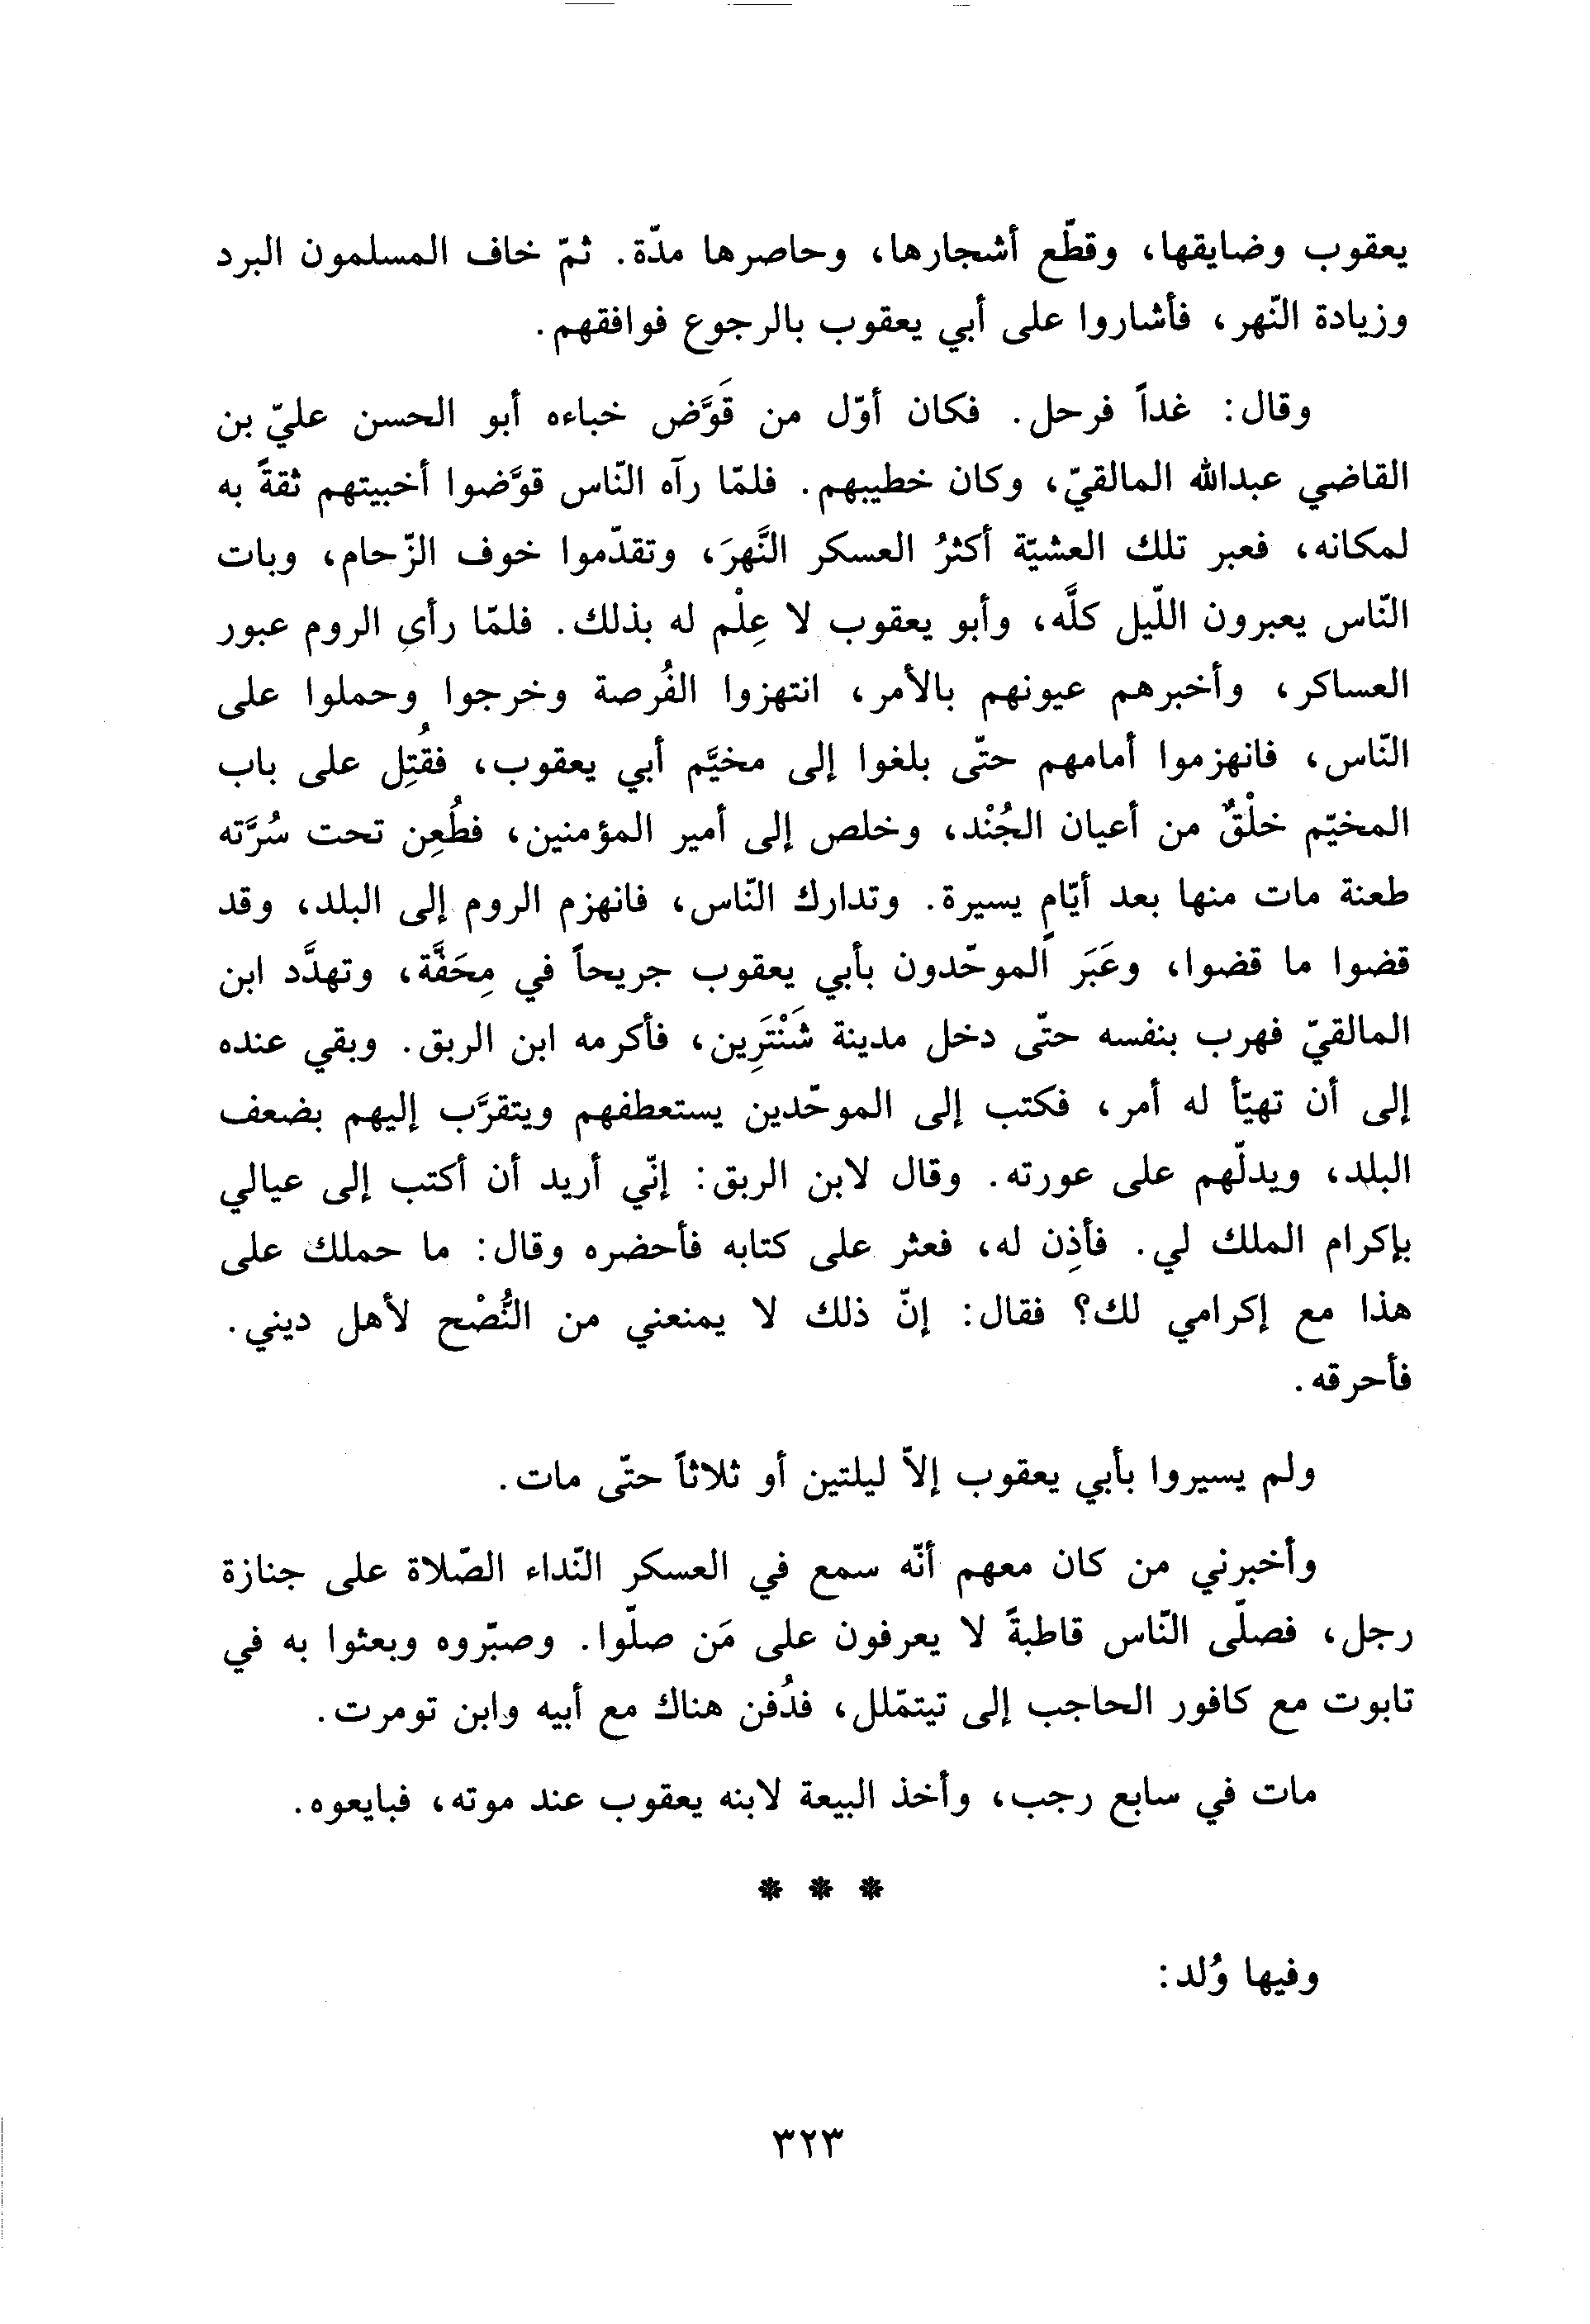 يعقوب وضايقها، وقطّع أشجارها، وحاصرها مدّة. ثمّ خاف المسلمون البرد
وزيادة النّهر، فأشاروا على أبي يعقوب بالرجوع فوافقهم.
وقال: غداً فرحل. فكان أوّل من قَوَّض خباءه أبو الحسن عليّ بن
القاضي عبدالله المالقيّ، وكان خطيبهم. فلمّا رآه النّاس قوَّضوا أخبيتهم ثقةً به
لمكانه، فعبر تلك العشيّة أكثرُ العسكر النَّهرَ، وتقدّموا خوف الزّحام، وبات
النّاس يعبرون اللّيل كلَّه، وأبو يعقوب لا عِلْم له بذلك. فلمّا رأى الروم عبور
العساكر، وأخبرهم عيونهم بالأمر، انتهزوا الفُرصة وخرجوا وحملوا على
النّاس، فانهزموا أمامهم حتّى بلغوا إلى مخيَّم أبي يعقوب، فقُتِل على باب
المخيّم خلْقٌ من أعيان الجُنْد، وخلص إلى أمير المؤمنين، فطُعِن تحت سُرَّته
طعنة مات منها بعد أيّامٍ يسيرة. وتدارك النّاس، فانهزم الروم إلى البلد، وقد
قضوا ما قضوا، وعَبَر الموحّدون بأبي يعقوب جريحاً في مِحَفَّة، وتهدَّد ابن
المالقيّ فهرب بنفسه حتّى دخل مدينة شَنْتَرِين، فأكرمه ابن الربق. وبقي عنده
إلى أن تهيّأ له أمر، فكتب إلى الموحّدين يستعطفهم ويتقرَّب إليهم بضعف
البلد، ويدلّهم على عورته. وقال لابن الربق: إنّي أريد أن أكتب إلى عيالي
بإكرام الملك لي. فأذِن له، فعثر على كتابه فأحضره وقال: ما حملك على
هذا مع إكرامي لك؟ فقال: إنّ ذلك لا يمنعني من النُّصْح لأهل ديني.
فأحرقه.
ولم يسيروا بأبي يعقوب إلاّ ليلتين أو ثلاثاً حتّى مات.
وأخبرني من كان معهم أنّه سمع في العسكر النّداء الصّلاة على جنازة
رجل، فصلّى النّاس قاطبةً لا يعرفون على مَن صلّوا. وصبّروه وبعثوا به في
تابوت مع كافور الحاجب إلى تيتمّلل، فدُفن هناك مع أبيه وابن تومرت.
مات في سابع رجب، وأخذ البيعة لابنه يعقوب عند موته، فبايعوه.
* * *
وفيها وُلد:
٣٢٣